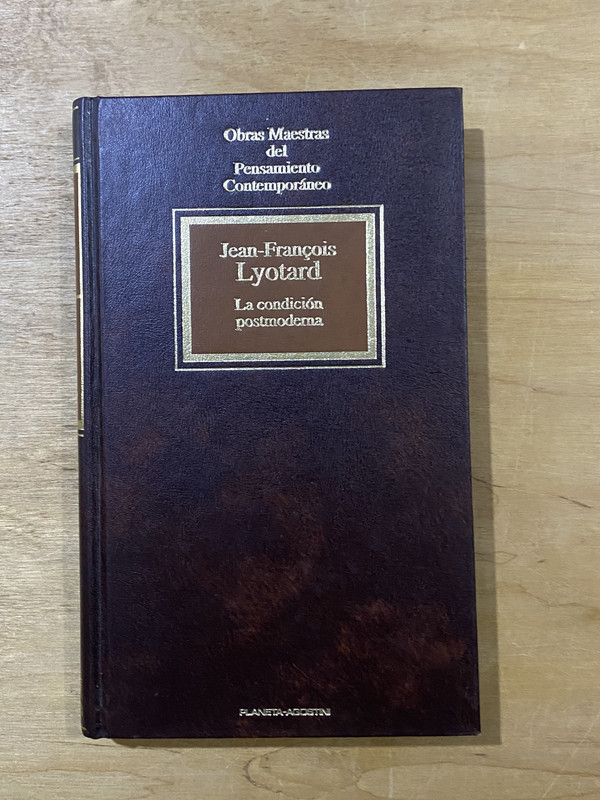 Obras Maestras
del
Pensamiento
Contemporáneo
Jean-François
Lyotard
La condición
postmoderna
PLANETA-AGOSTINI